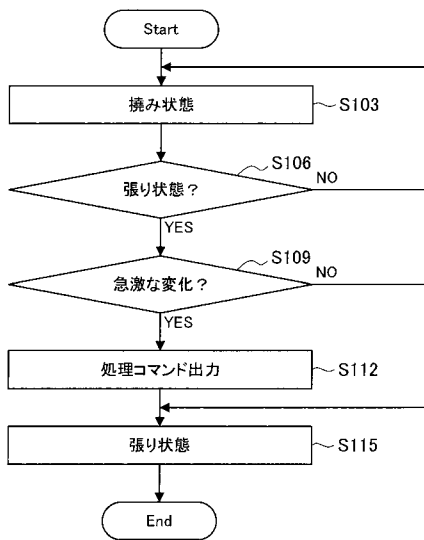 Start
撓み状態
S103
張り状態？
S106
NO
YES
急激な変化？
S109
NO
YES
処理コマンド出力
S112
張り状態
S115
End